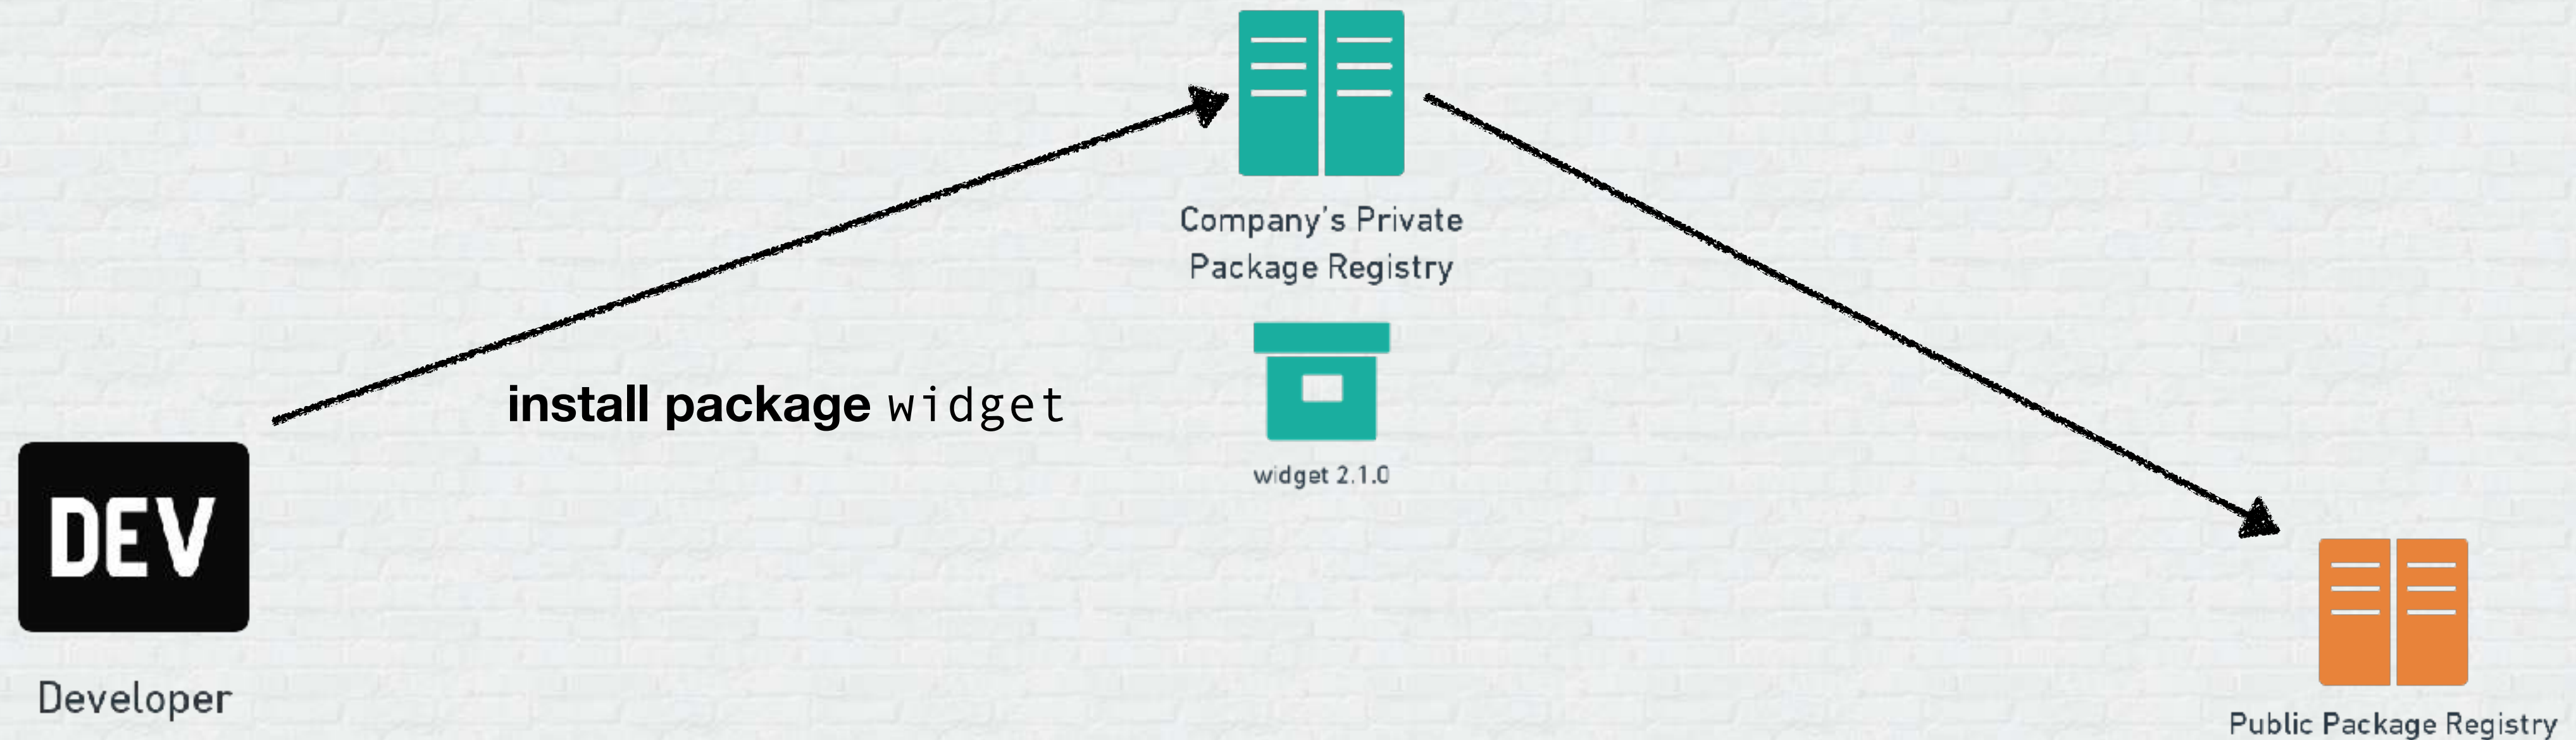 Company's Private
Package Registry
install package widget
widget 2.1.0
DEV
Developer
Public Package Registry